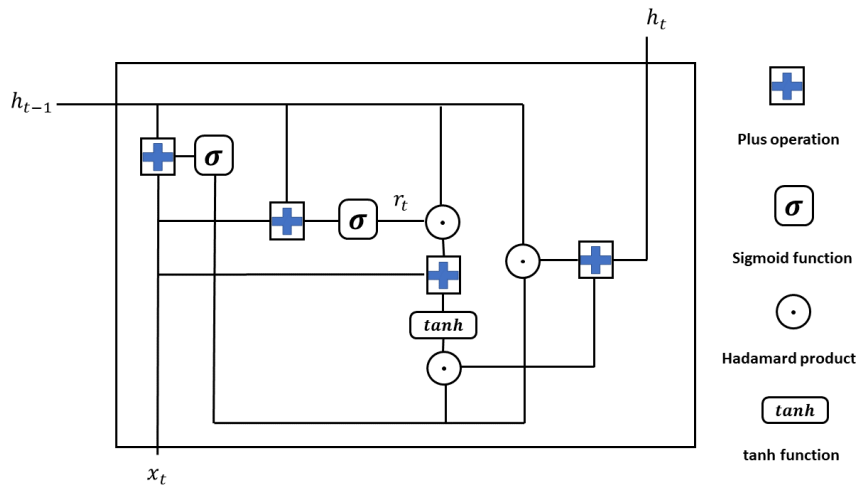 h_t
h_{t−1}
σ
r_t
σ
tanh
x_t
Plus operation
σ
Sigmoid function
Hadamard product
tanh
tanh function